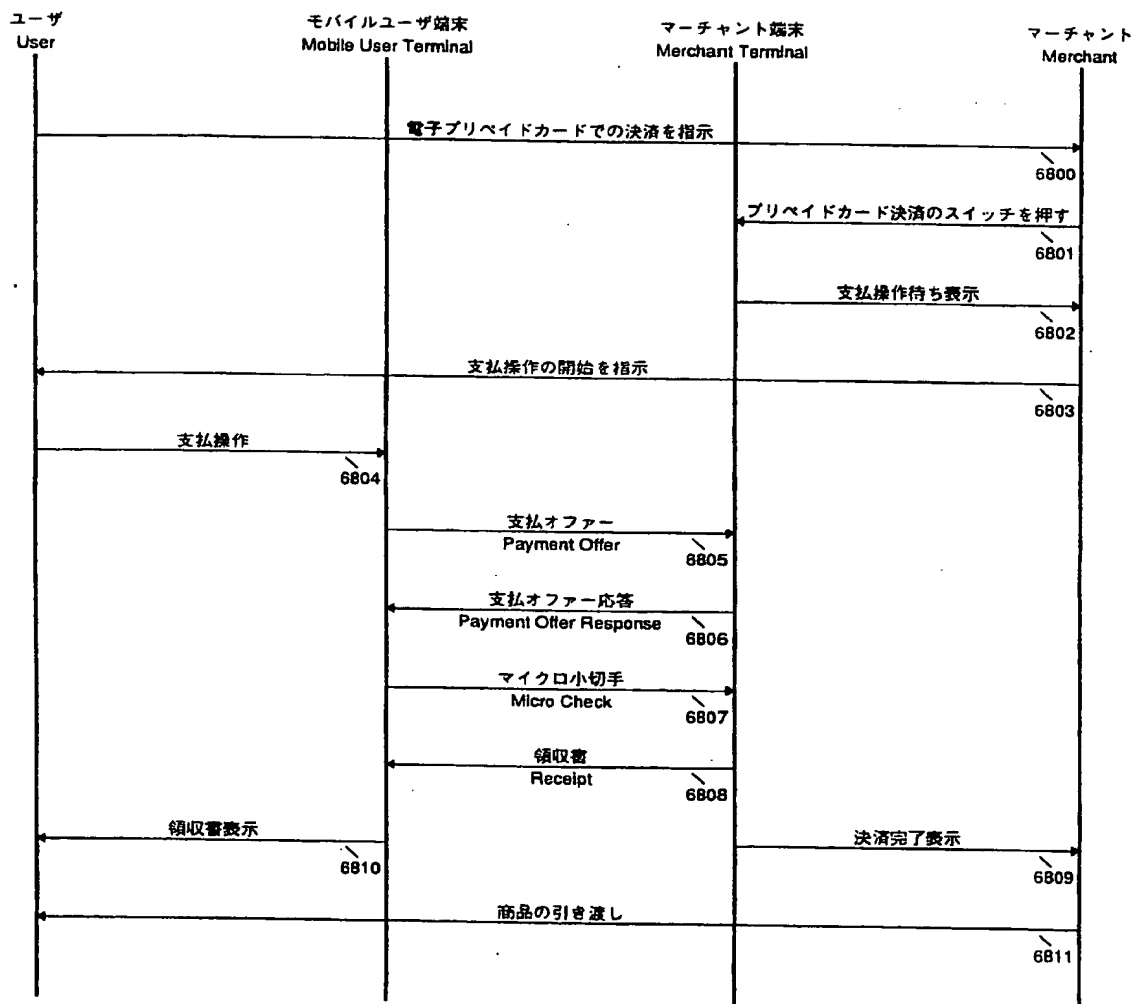 ユーザ
User
モバイルユーザ端末
Mobile User Terminal
マーチャント端末
Merchant Terminal
マーチャント
Merchant
電子プリペイドカードでの決済を指示
6800
プリペイドカード決済のスイッチを押す
6801
支払操作待ち表示
6802
支払操作の開始を指示
6803
支払操作
6804
支払オファー
Payment Offer
6805
支払オファー応答
Payment Offer Response
6806
マイクロ小切手
Micro Check
6807
領収書
Receipt
6808
領収書表示
6810
決済完了表示
6809
商品の引き渡し
6811